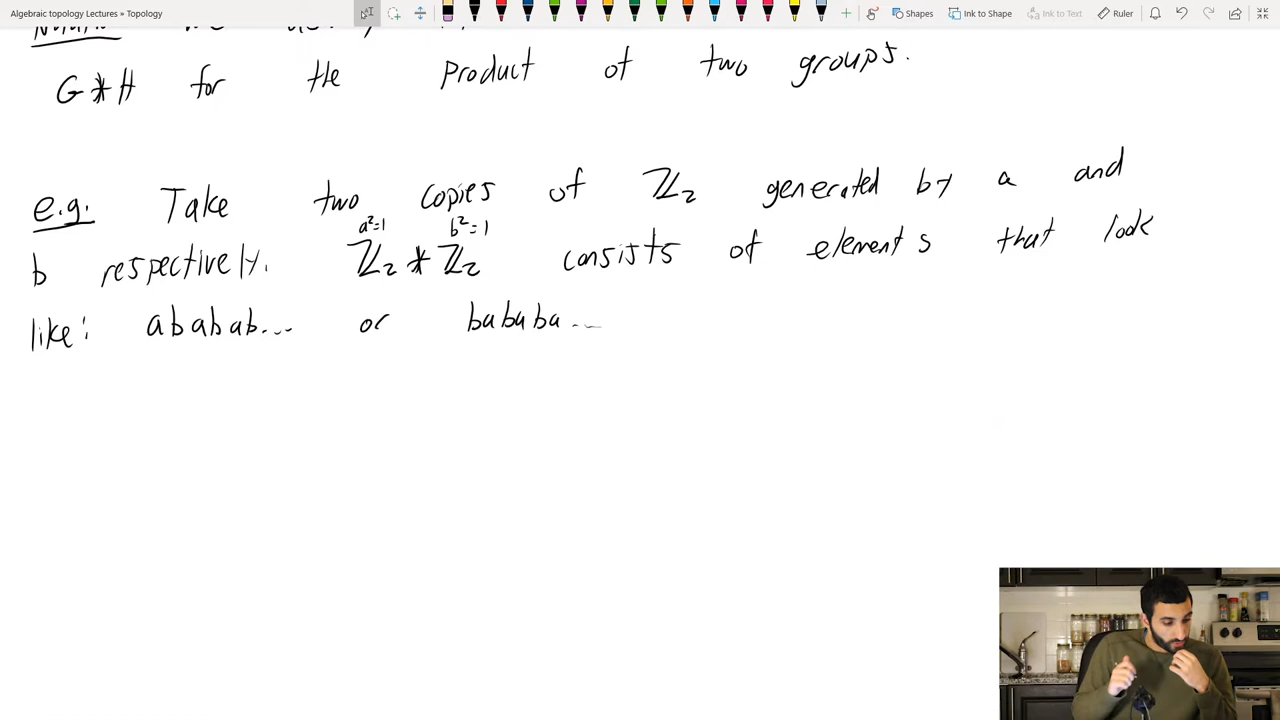 Algebraic topology Lectures » Topology
Shapes
Ink to Shape
Ink to Text
Ruler
G*H for the product of two groups.
e.g. Take two copies of ℤ₂ generated by a and
a²=1 b²=1
b respectively. ℤ₂ * ℤ₂ consists of elements that look
like: ababab... or bababa...